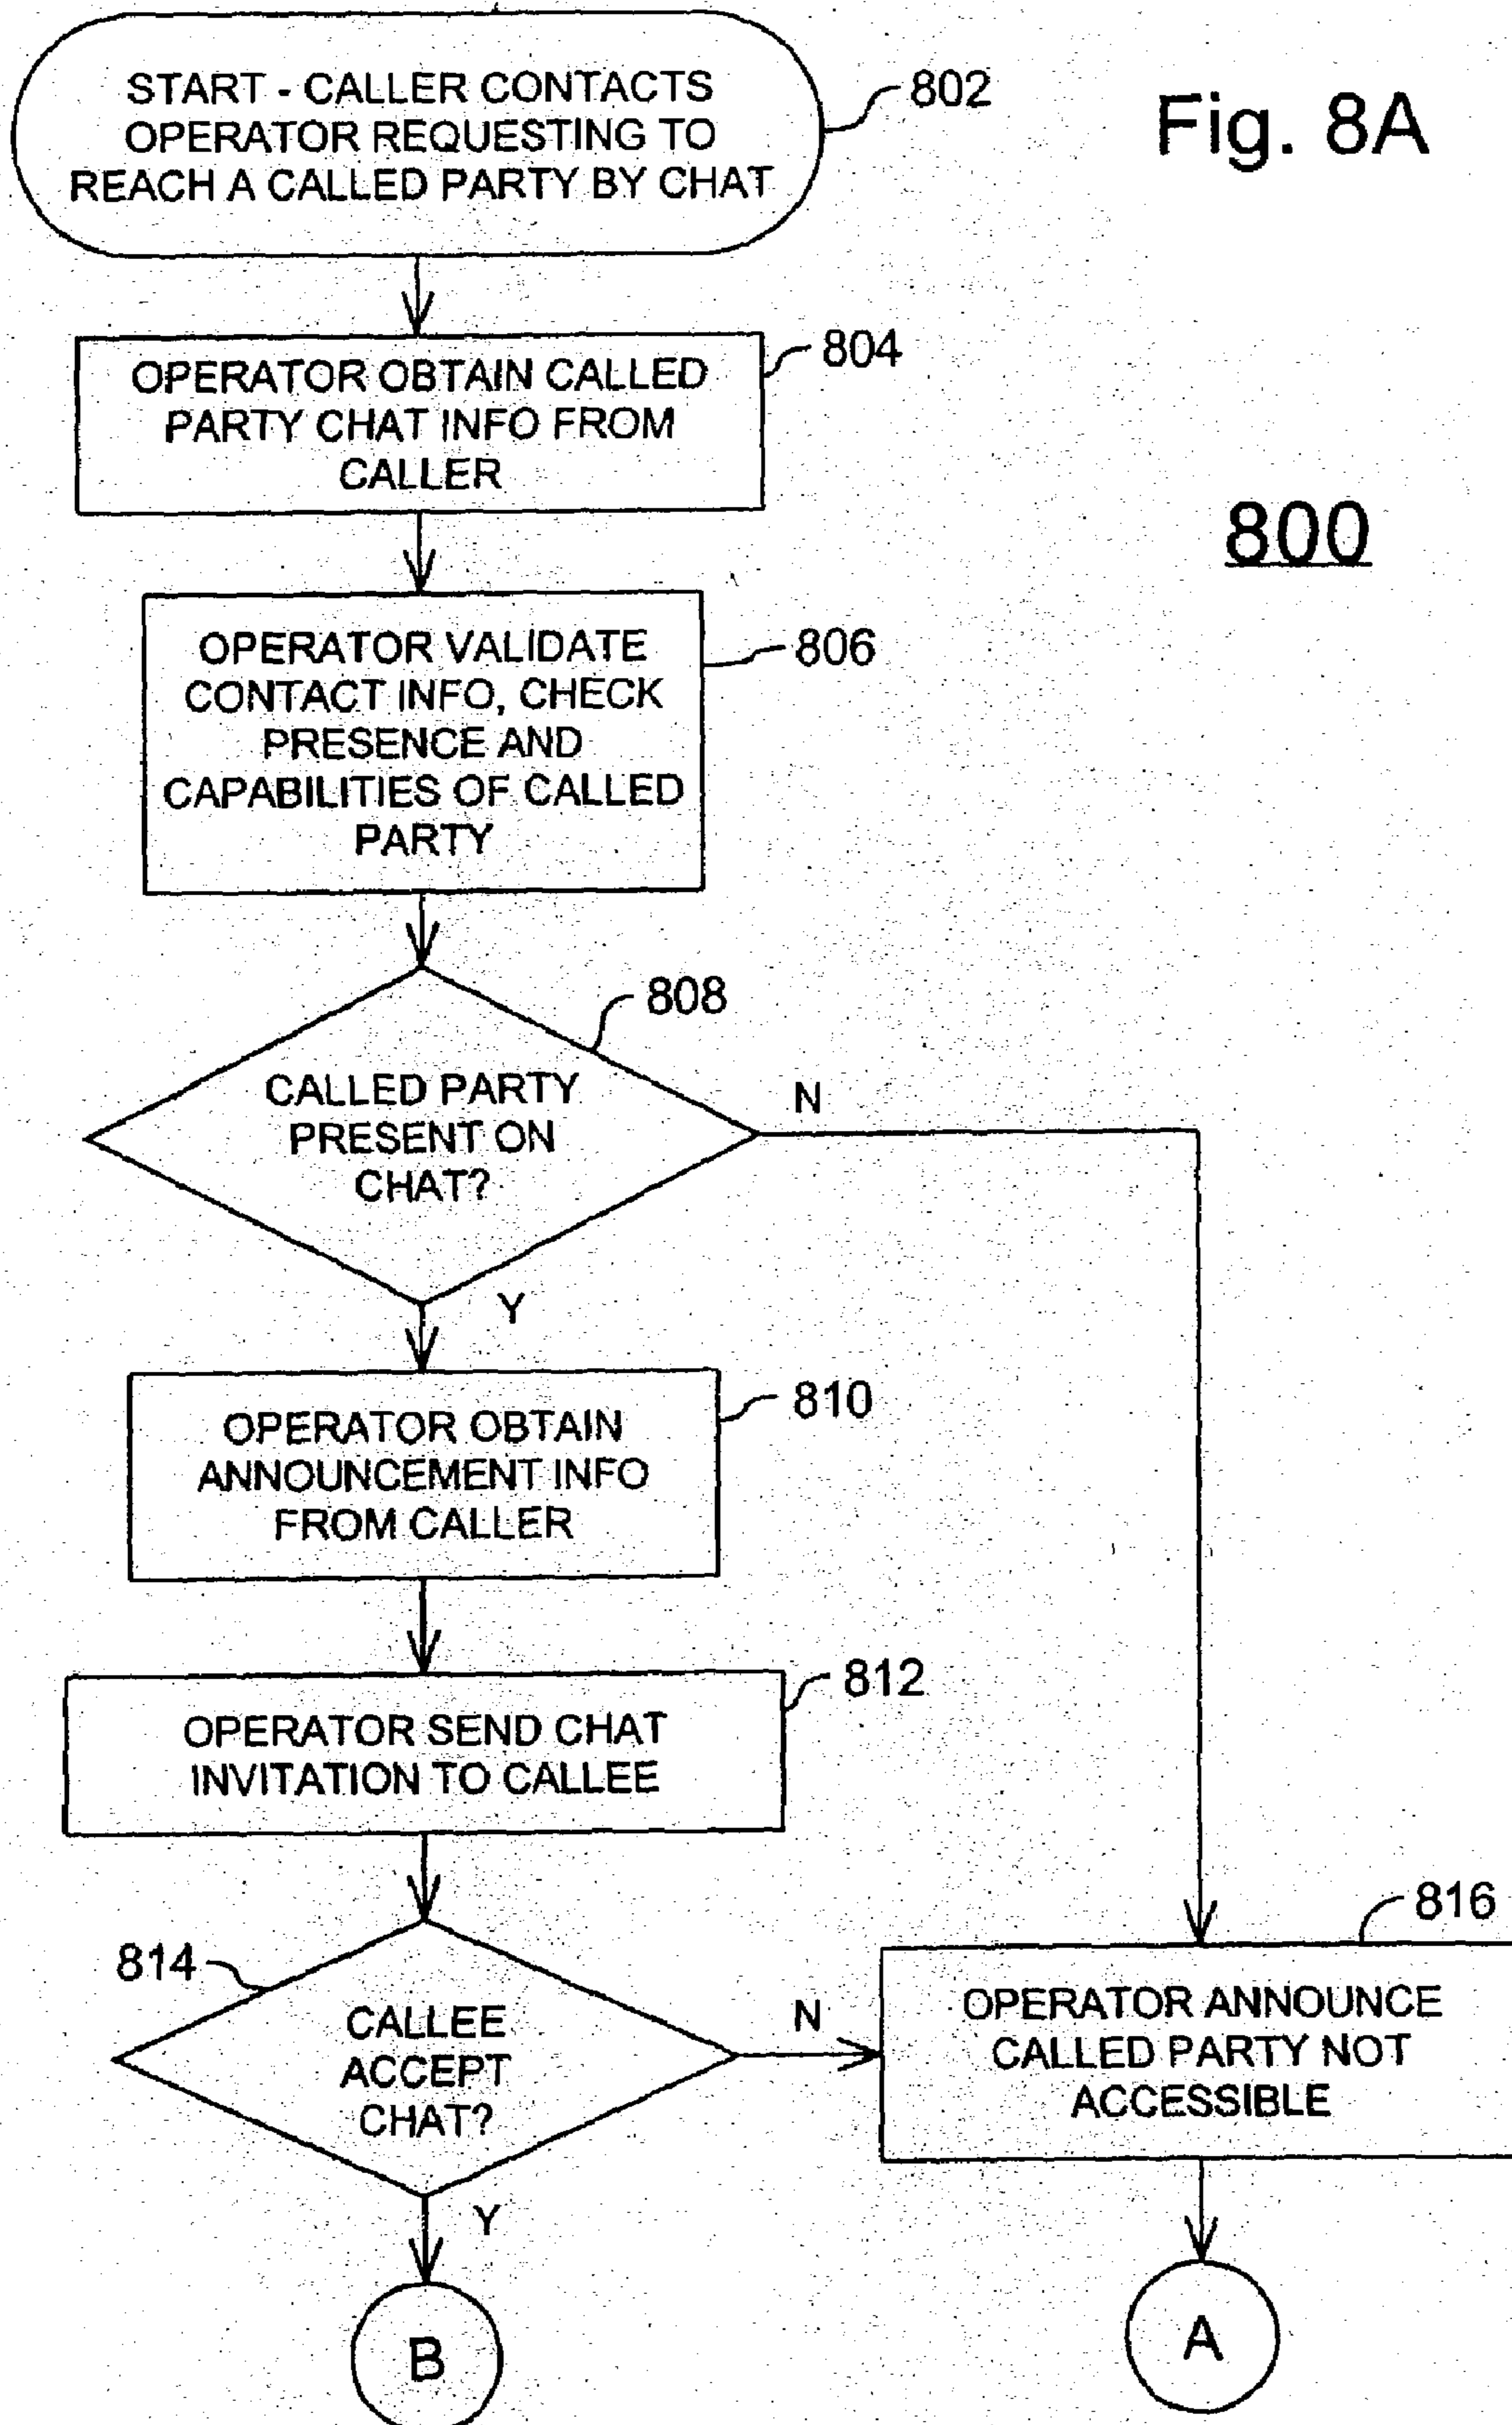 START - CALLER CONTACTS
OPERATOR REQUESTING TO
REACH A CALLED PARTY BY CHAT
802
Fig. 8A
OPERATOR OBTAIN CALLED
PARTY CHAT INFO FROM
CALLER
804
800
OPERATOR VALIDATE
CONTACT INFO, CHECK
PRESENCE AND
CAPABILITIES OF CALLED
PARTY
806
808
CALLED PARTY
PRESENT ON
CHAT?
N
Y
OPERATOR OBTAIN
ANNOUNCEMENT INFO
FROM CALLER
810
OPERATOR SEND CHAT
INVITATION TO CALLEE
812
814
CALLEE
ACCEPT
CHAT?
N
Y
816
OPERATOR ANNOUNCE
CALLED PARTY NOT
ACCESSIBLE
B
A